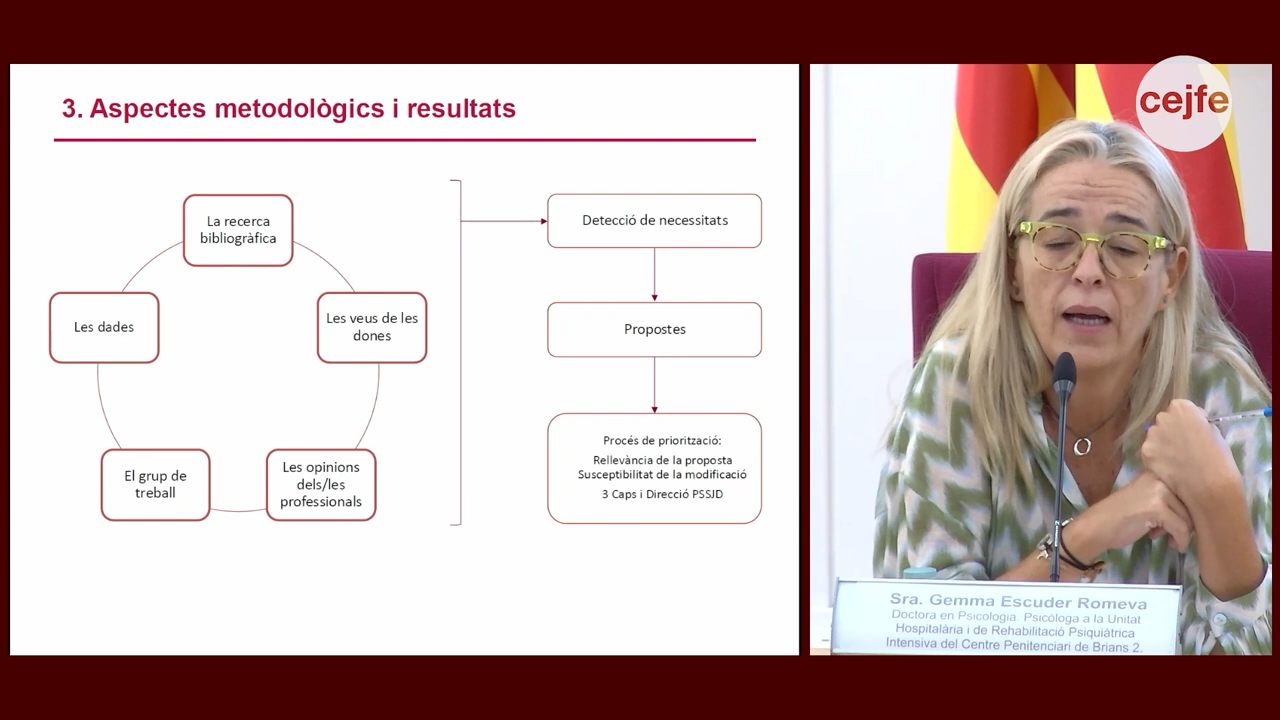 3. Aspectes metodològics i resultats
La recerca
bibliogràfica
Les dades
Les veus de les
dones
El grup de
treball
Les opinions
dels/les
professionals
Detecció de necessitats
Propostes
Procés de priorització:
Rellevància de la proposta
Susceptibilitat de la modificació
3 Caps i Direcció PSSJD
cejfe
Sra. Gemma Escuder Romeva
Doctora en Psicologia. Psicòloga a la Unitat
Hospitalària i de Rehabilitació Psiquiàtrica
Intensiva del Centre Penitenciari de Brians 2.